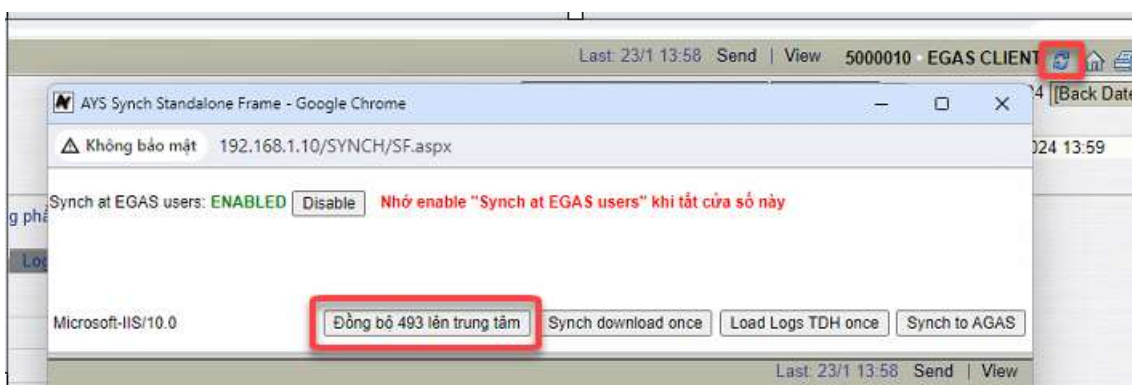 Last: 23/1 13:58 Send | View 5000010 - EGAS CLIENT
AYS Synch Standalone Frame - Google Chrome
4 [Back Date
Không bảo mật 192.168.1.10/SYNCH/SF.aspx
024 13:59
Synch at EGAS users: ENABLED Disable Nhớ enable "Synch at EGAS users" khi tắt cửa sổ này
g phả
Log
Microsoft-IIS/10.0 Đồng bộ 493 lên trung tâm Synch download once Load Logs TDH once Synch to AGAS
Last: 23/1 13:58 Send | View